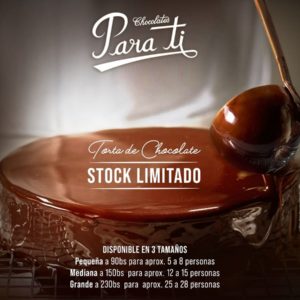 Chocolates
Para ti
Torta de Chocolate
STOCK LIMITADO
DISPONIBLE EN 3 TAMAÑOS
Pequeña a 90bs para aprox. 5 a 8 personas
Mediana a 150bs para aprox. 12 a 15 personas
Grande a 230bs para aprox. 25 a 28 personas